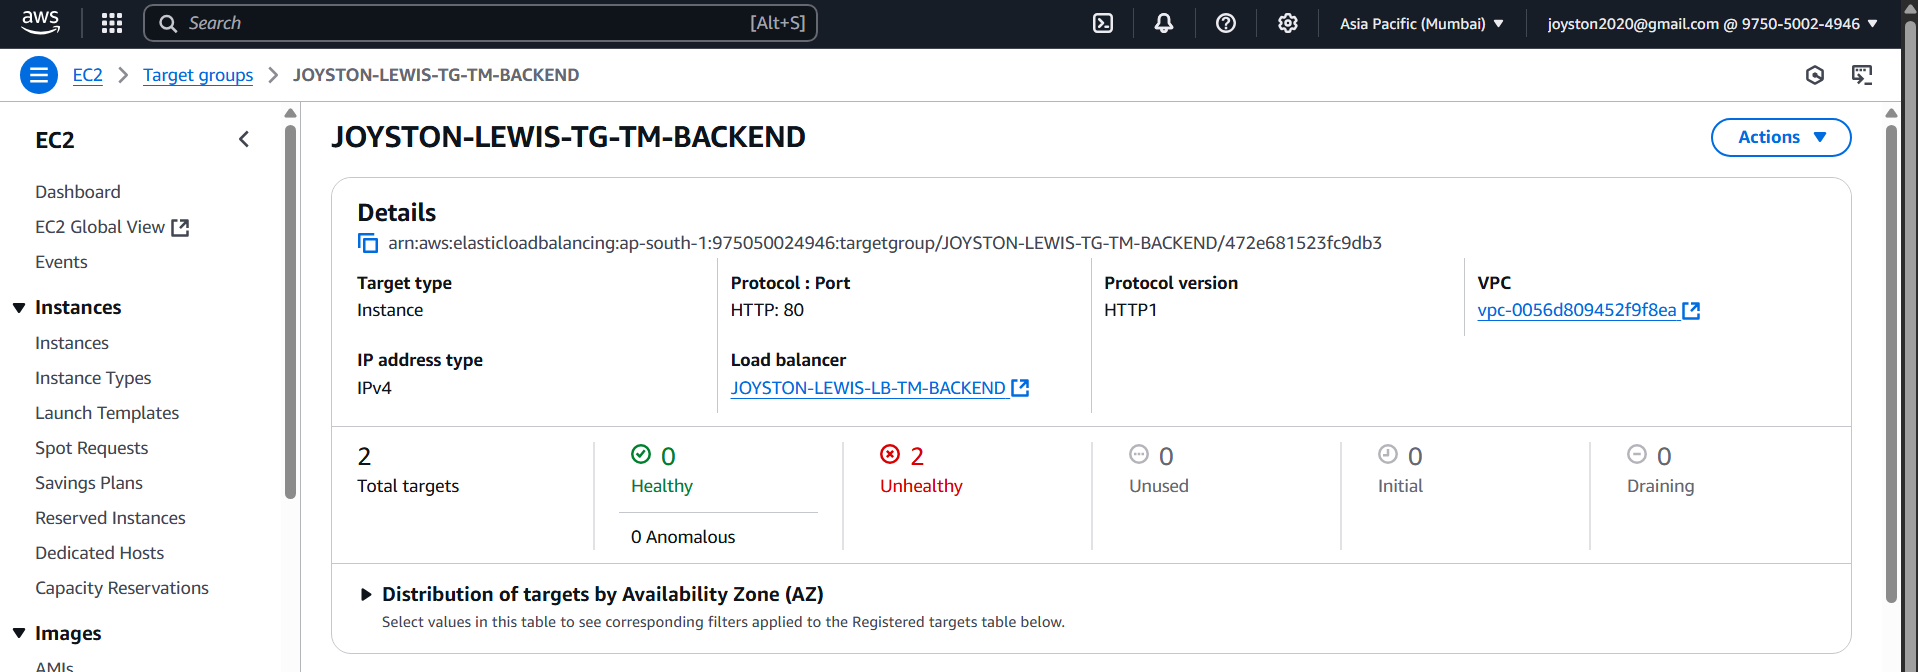 aws
Search [Alt+S]
Asia Pacific (Mumbai)
joyston2020@gmail.com @ 9750-5002-4946
EC2 > Target groups > JOYSTON-LEWIS-TG-TM-BACKEND
EC2
Dashboard
EC2 Global View
Events
Instances
Instances
Instance Types
Launch Templates
Spot Requests
Savings Plans
Reserved Instances
Dedicated Hosts
Capacity Reservations
Images
AMIs
JOYSTON-LEWIS-TG-TM-BACKEND
Actions
Details
arn:aws:elasticloadbalancing:ap-south-1:975050024946:targetgroup/JOYSTON-LEWIS-TG-TM-BACKEND/472e681523fc9db3
Target type
Instance
Protocol : Port
HTTP: 80
Protocol version
HTTP1
VPC
vpc-0056d809452f9f8ea
IP address type
IPv4
Load balancer
JOYSTON-LEWIS-LB-TM-BACKEND
2
Total targets
0
Healthy
0 Anomalous
2
Unhealthy
0
Unused
0
Initial
0
Draining
Distribution of targets by Availability Zone (AZ)
Select values in this table to see corresponding filters applied to the Registered targets table below.